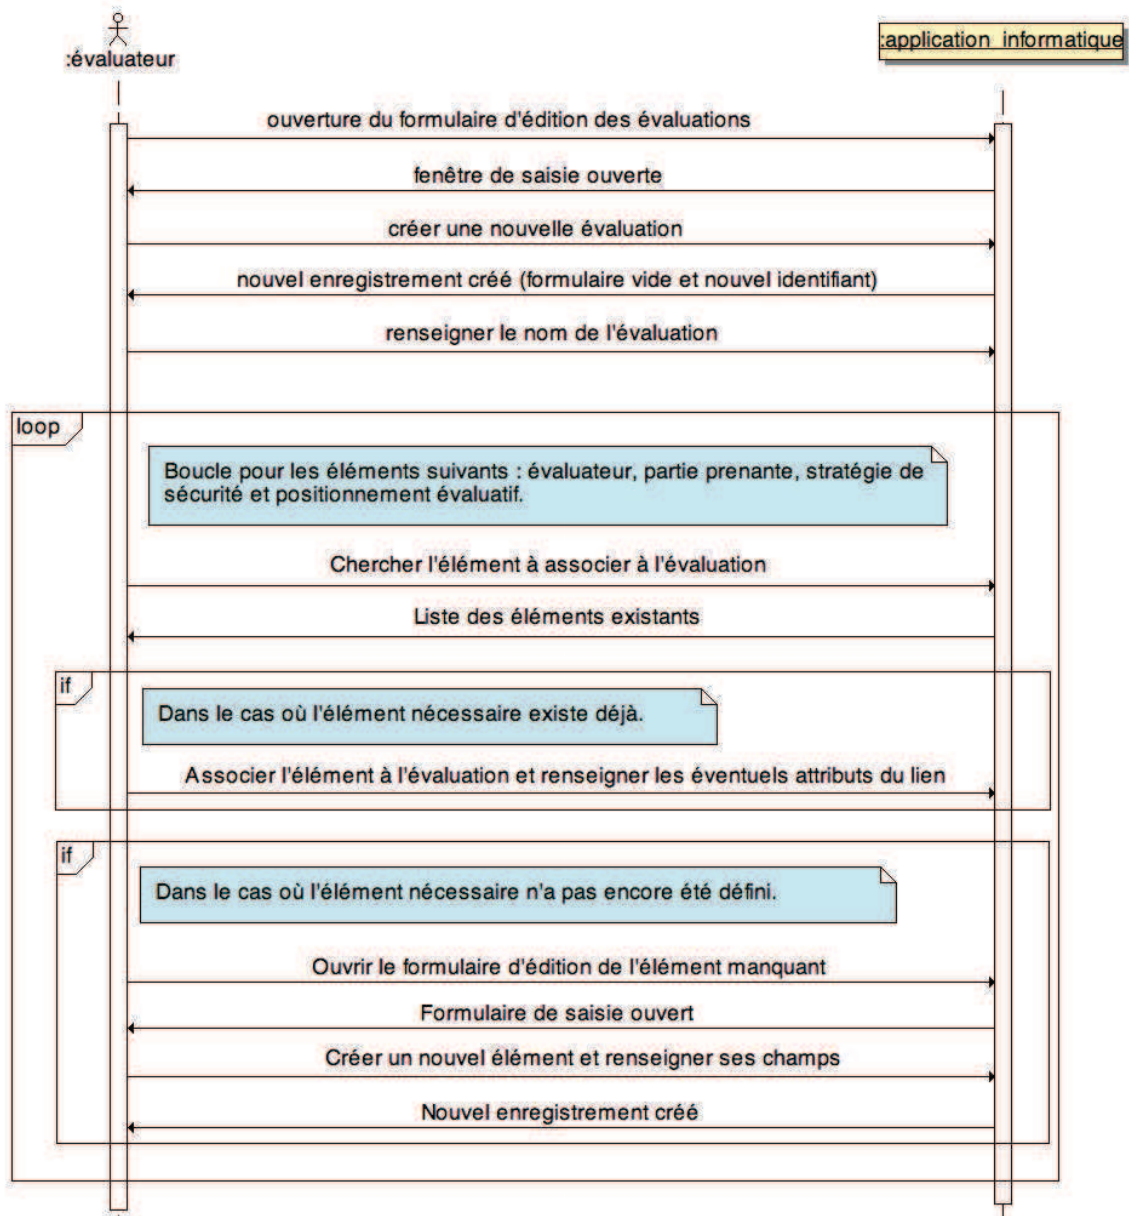 :évaluateur
:application informatique
ouverture du formulaire d'édition des évaluations
fenêtre de saisie ouverte
créer une nouvelle évaluation
nouvel enregistrement créé (formulaire vide et nouvel identifiant)
renseigner le nom de l'évaluation
loop
Boucle pour les éléments suivants : évaluateur, partie prenante, stratégie de
sécurité et positionnement évaluatif.
Chercher l'élément à associer à l'évaluation
Liste des éléments existants
if
Dans le cas où l'élément nécessaire existe déjà.
Associer l'élément à l'évaluation et renseigner les éventuels attributs du lien
if
Dans le cas où l'élément nécessaire n'a pas encore été défini.
Ouvrir le formulaire d'édition de l'élément manquant
Formulaire de saisie ouvert
Créer un nouvel élément et renseigner ses champs
Nouvel enregistrement créé